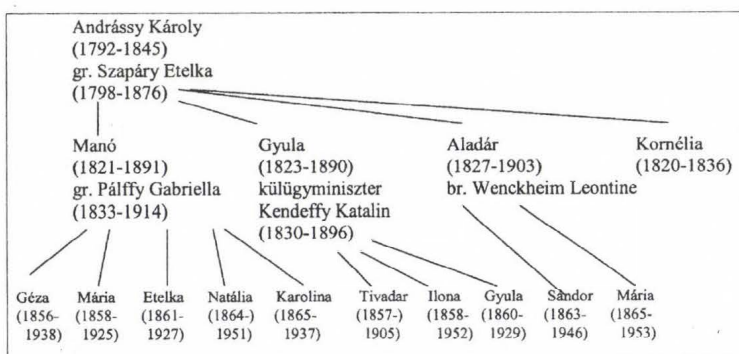 Andrássy Károly
(1792-1845)
gr. Szapáry Etelka
(1798-1876)
Manó
(1821-1891)
gr. Pálffy Gabriella
(1833-1914)
Gyula
(1823-1890)
külügyminiszter
Kendeffy Katalin
(1830-1896)
Aladár
(1827-1903)
br. Wenckheim Leontine
Kornélia
(1820-1836)
Géza
(1856-
1938)
Mária
(1858-
1925)
Etelka
(1861-
1927)
Natália
(1864-)
1951)
Karolina
(1865-
1937)
Tivadar
(1857-)
1905)
Ilona
(1858-
1952)
Gyula
(1860-
1929)
Sándor
(1863-
1946)
Mária
(1865-
1953)